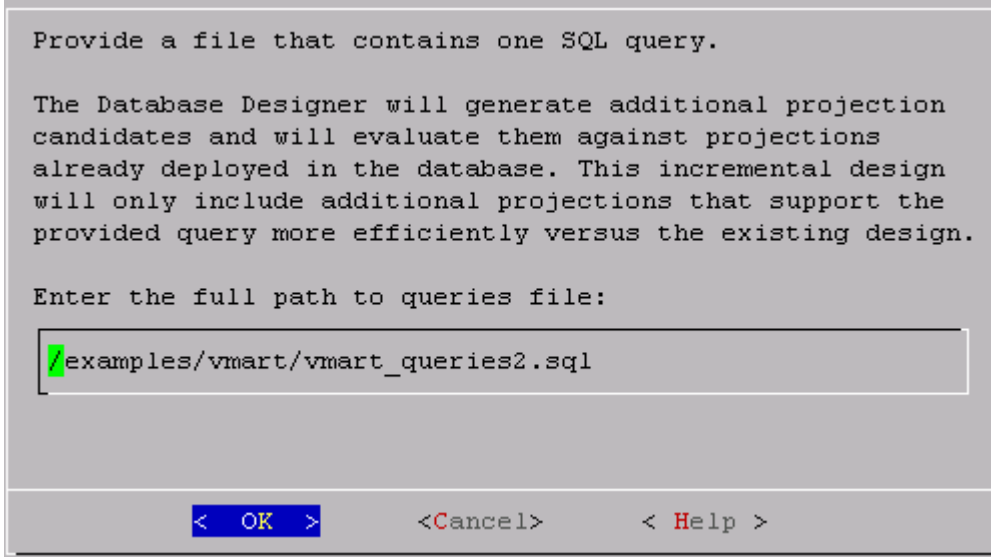 Provide a file that contains one SQL query.
The Database Designer will generate additional projection
candidates and will evaluate them against projections
already deployed in the database. This incremental design
will only include additional projections that support the
provided query more efficiently versus the existing design.
Enter the full path to queries file:
/examples/vmart/vmart_queries2.sql
<  OK  > <Cancel> < Help >